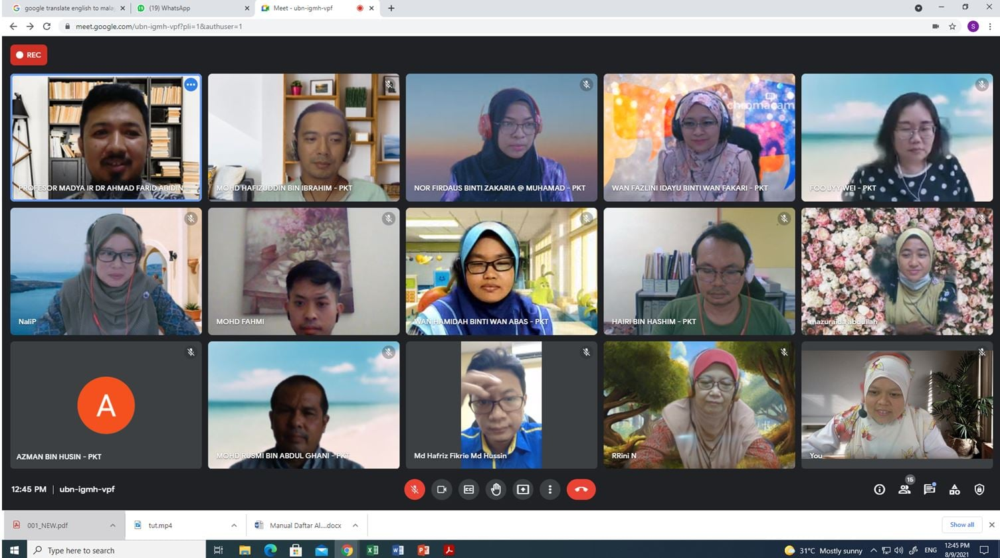 google translate english to mala
(19) WhatsApp
Meet - ubn-igmh-vpf
meet.google.com/ubn-igmh-vpf?pli=1&authuser=1
S
REC
PROFESOR MADYA IR DR AHMAD FARID ABIDIN...
MOHD HAFIZUDDIN BIN IBRAHIM - PKT
NOR FIRDAUS BINTI ZAKARIA @ MUHAMAD - PKT
chromacam
WAN FAZLINI IDAYU BINTI WAN FAKARI - PKT
FOO JYY WEI - PKT
NaliP
MOHD FAHMI
WAN HAMIDAH BINTI WAN ABAS - PKT
HAIRI BIN HASHIM - PKT
mazuraida abdullah
A
AZMAN BIN HUSIN - PKT
MOHD RUSMI BIN ABDUL GHANI - PKT
Md Hafriz Fikrie Md Hussin
RRini N
You
12:45 PM | ubn-igmh-vpf
CC
15
001_NEW.pdf
tut.mp4
Manual Daftar Al....docx
Show all
Type here to search
31°C Mostly sunny
ENG
12:45 PM
8/9/2021